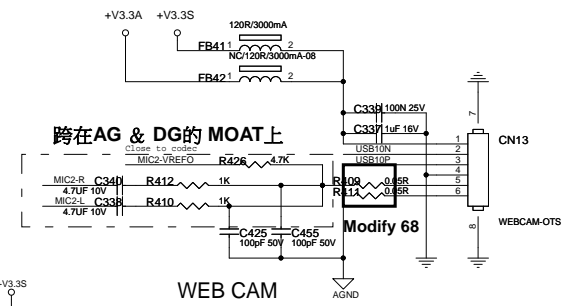 +V3.3A +V3.3S
120R/3000mA
FB41 1 2
NC/120R/3000mA-08
FB42 1 2
C339 100N 25V
7
C337 1uF 16V
跨在AG & DG的 MOAT上
Close to codec
1 CN13
USB10N 2
MIC2-VREFO R426 4.7K USB10P 3
4
MIC2-R C340 R412 1K R409 0.05R 5
4.7UF 10V
MIC2-L C338 R410 1K R411 0.05R 6
4.7UF 10V
WEBCAM-OTS
Modify 68
8
C425 C455
100pF 50V 100pF 50V
-V3.3S
WEB CAM
AGND